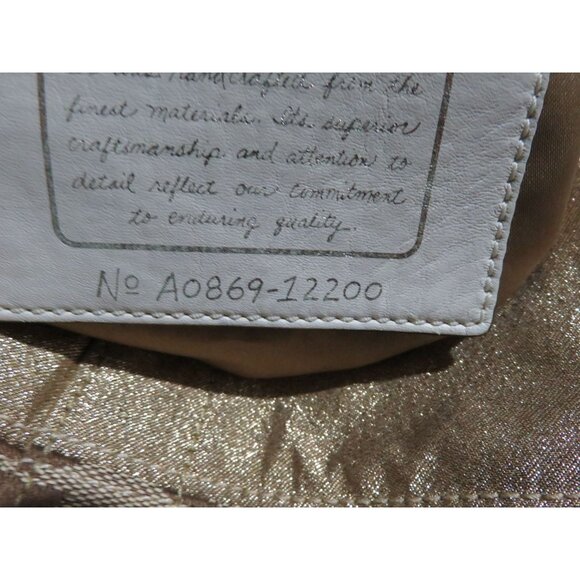 was handcrafted from the
finest materials. Its superior
craftsmanship and attention to
detail reflect our commitment
to enduring quality.
Nº A0869-12200